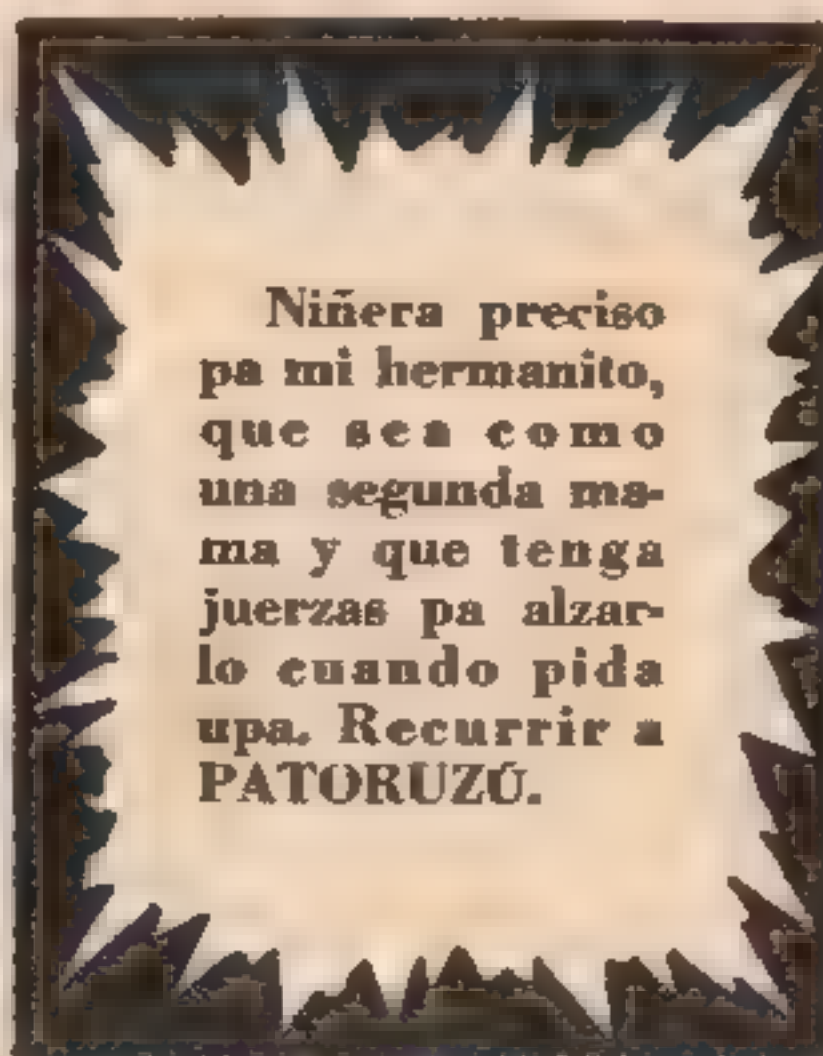 Niñera preciso
pa mi hermanito,
que sea como
una segunda ma-
ma y que tenga
juerzas pa alzar-
lo cuando pida
upa. Recurrir a
PATORUZÚ.